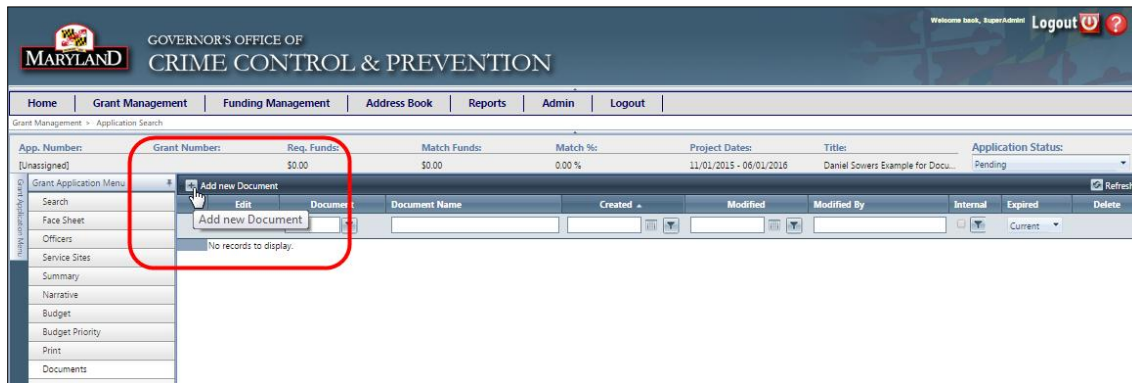 Welcome back, SuperAdmin! Logout
MARYLAND
GOVERNOR'S OFFICE OF
CRIME CONTROL & PREVENTION
Home | Grant Management | Funding Management | Address Book | Reports | Admin | Logout |
Grant Management > Application Search
App. Number: Grant Number: Req. Funds: Match Funds: Match %: Project Dates: Title: Application Status:
[Unassigned] $0.00 $0.00 0.00 % 11/01/2015 - 06/01/2016 Daniel Sowers Example for Docu... Pending
Grant Application Menu
Grant Application Menu Add new Document Refresh
Search Edit Document Document Name Created Modified Modified By Internal Expired Delete
Face Sheet Add new Document Current
Officers No records to display.
Service Sites
Summary
Narrative
Budget
Budget Priority
Print
Documents